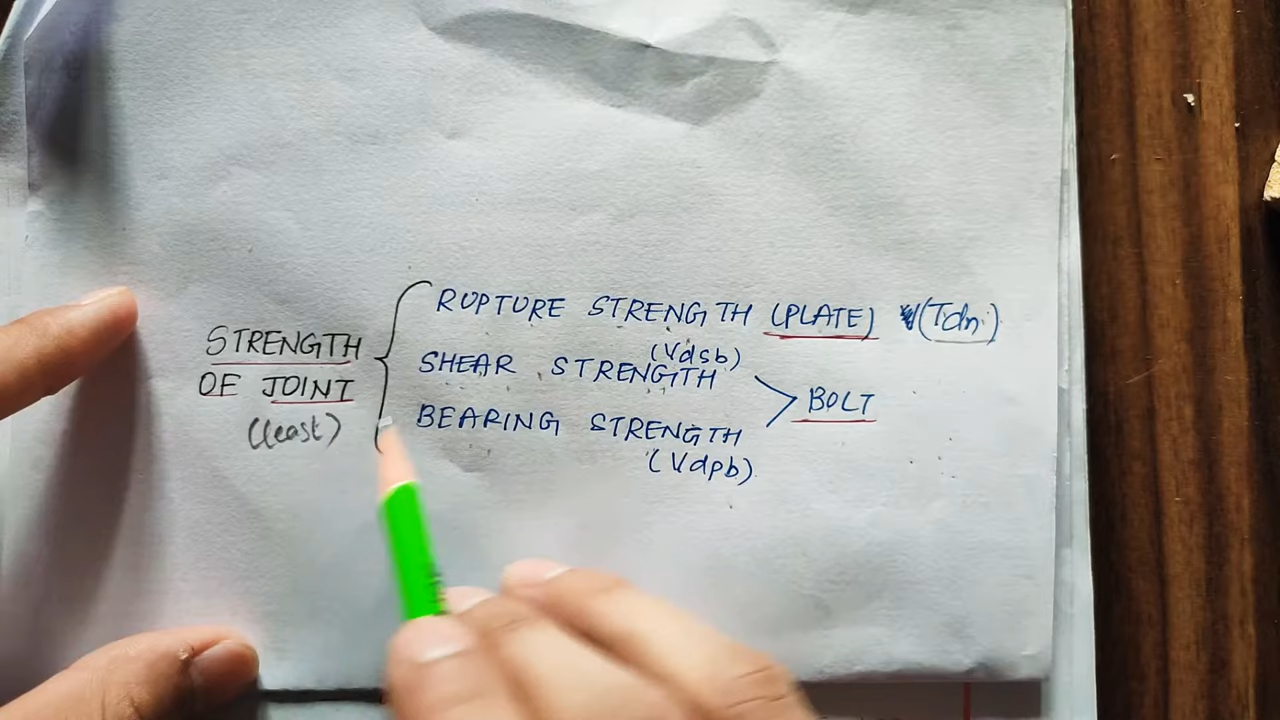 RUPTURE STRENGTH (PLATE) (Tdn)
STRENGTH OF JOINT (least)
SHEAR STRENGTH (Vdsb)
BEARING STRENGTH (Vdpb)
BOLT